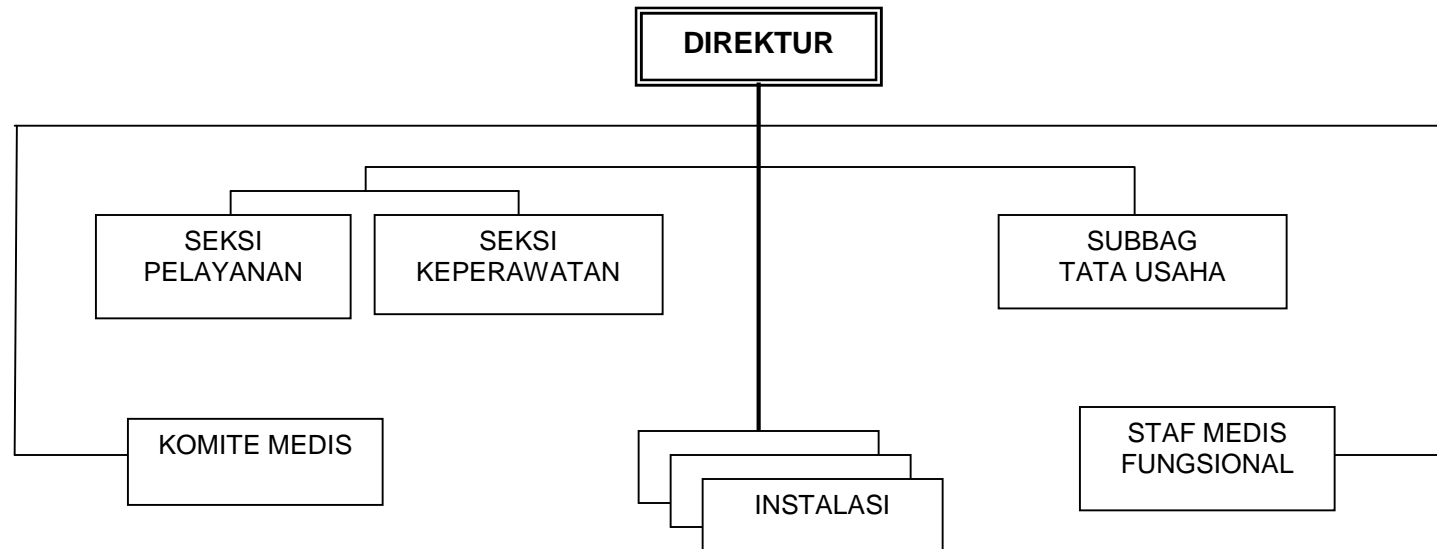 DIREKTUR
SEKSI
PELAYANAN
SEKSI
KEPERAWATAN
SUBBAG
TATA USAHA
KOMITE MEDIS
INSTALASI
STAF MEDIS
FUNGSIONAL